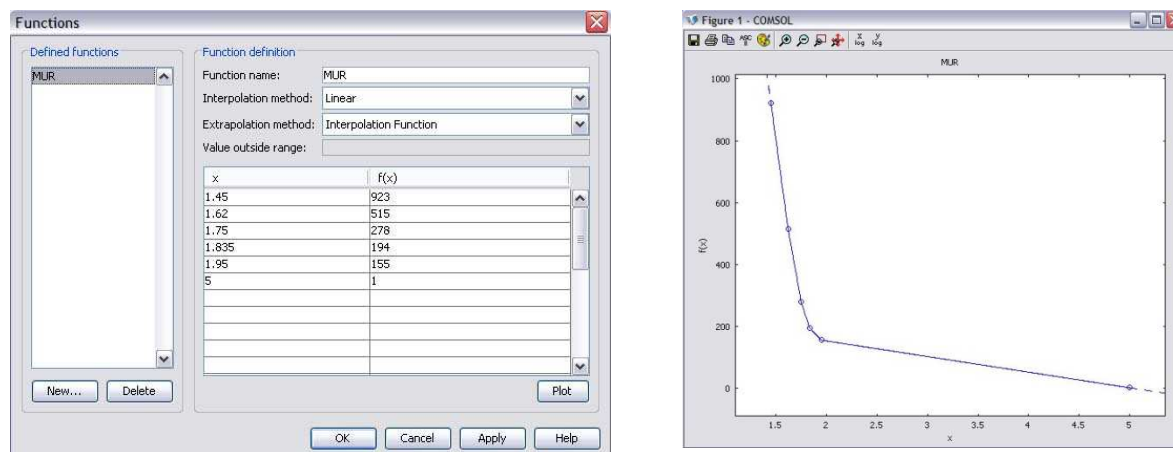 Functions
Defined functions
MUR
New...
Delete
Function definition
Function name: MUR
Interpolation method: Linear
Extrapolation method: Interpolation Function
Value outside range:
x f(x)
1.45 923
1.62 515
1.75 278
1.835 194
1.95 155
5 1
Plot
OK Cancel Apply Help
Figure 1 - COMSOL
x log y log
MUR
1000
800
600
400
200
0
f(x)
1.5 2 2.5 3 3.5 4 4.5 5
x